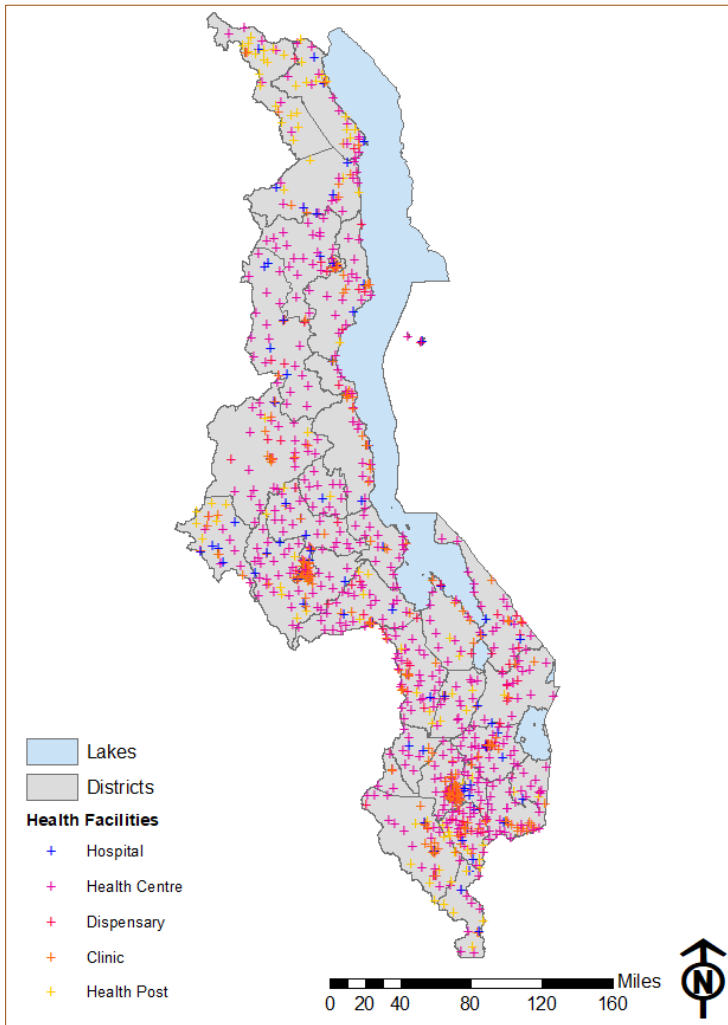 Lakes
Districts
Health Facilities
Hospital
Health Centre
Dispensary
Clinic
Health Post
Miles
0 20 40 80 120 160
N